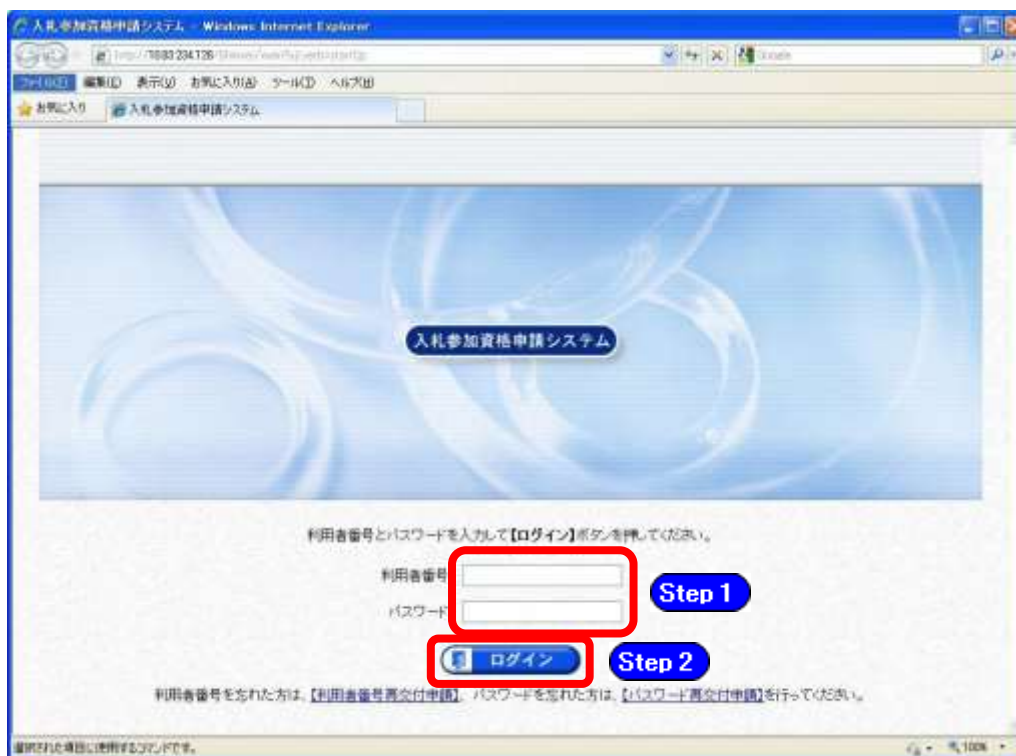 入札参加資格申請システム - Windows Internet Explorer
編集(E) 表示(V) お気に入り(A) ツール(T) ヘルプ(H)
お気に入り 入札参加資格申請システム
入札参加資格申請システム
利用者番号とパスワードを入力して【ログイン】ボタンを押してください。
利用者番号
Step 1
パスワード
ログイン
Step 2
利用者番号を忘れた方は、【利用者番号再交付申請】、パスワードを忘れた方は、【パスワード再交付申請】を行ってください。
選択された項目に使用するコマンドです。
100%